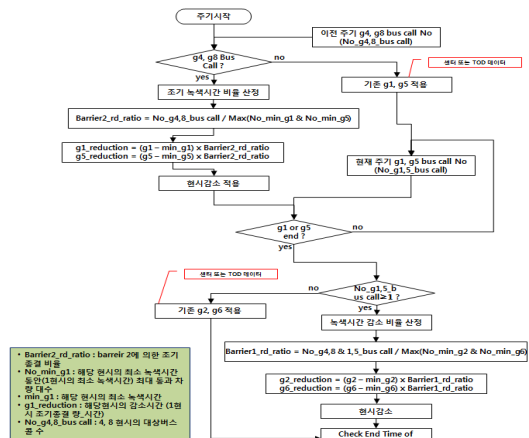 주기시작
이전 주기 g4, g8 bus call No
(No_g4,8_bus call)
g4, g8 Bus
Call ?
no
yes
센터 또는 TOD 데이터
기존 g1, g5 적용
조기 녹색시간 비율 산정
Barrier2_rd_ratio = No_g4,8_bus call / Max(No_min_g1 & No_min_g5)
g1_reduction = (g1 – min_g1) x Barrier2_rd_ratio
g5_reduction = (g5 – min_g5) x Barrier2_rd_ratio
현재 주기 g1, g5 bus call No
(No_g1,5_bus call)
현시감소 적용
g1 or g5
end ?
no
yes
센터 또는 TOD 데이터
no
No_g1,5_b
us call≥1 ?
yes
기존 g2, g6 적용
녹색시간 감소 비율 산정
Barrier1_rd_ratio = No_g4,8 & 1,5_bus call / Max(No_min_g2 & No_min_g6)
g2_reduction = (g2 – min_g2) x Barrier1_rd_ratio
g6_reduction = (g6 – min_g6) x Barrier1_rd_ratio
현시감소
Check End Time of
• Barrier2_rd_ratio : barreir 2에 의한 조기
종결 비율
• No_min_g1 : 해당 현시의 최소 녹색시간
동안(1현시의 최소 녹색시간) 최대 통과 차
량 대수
• min_g1 : 해당 현시의 최소 녹색시간
• g1_reduction : 해당현시의 감소시간 (1현
시 조기종결 량_시간)
• No_g4,8_bus call : 4, 8 현시의 대상버스
콜 수